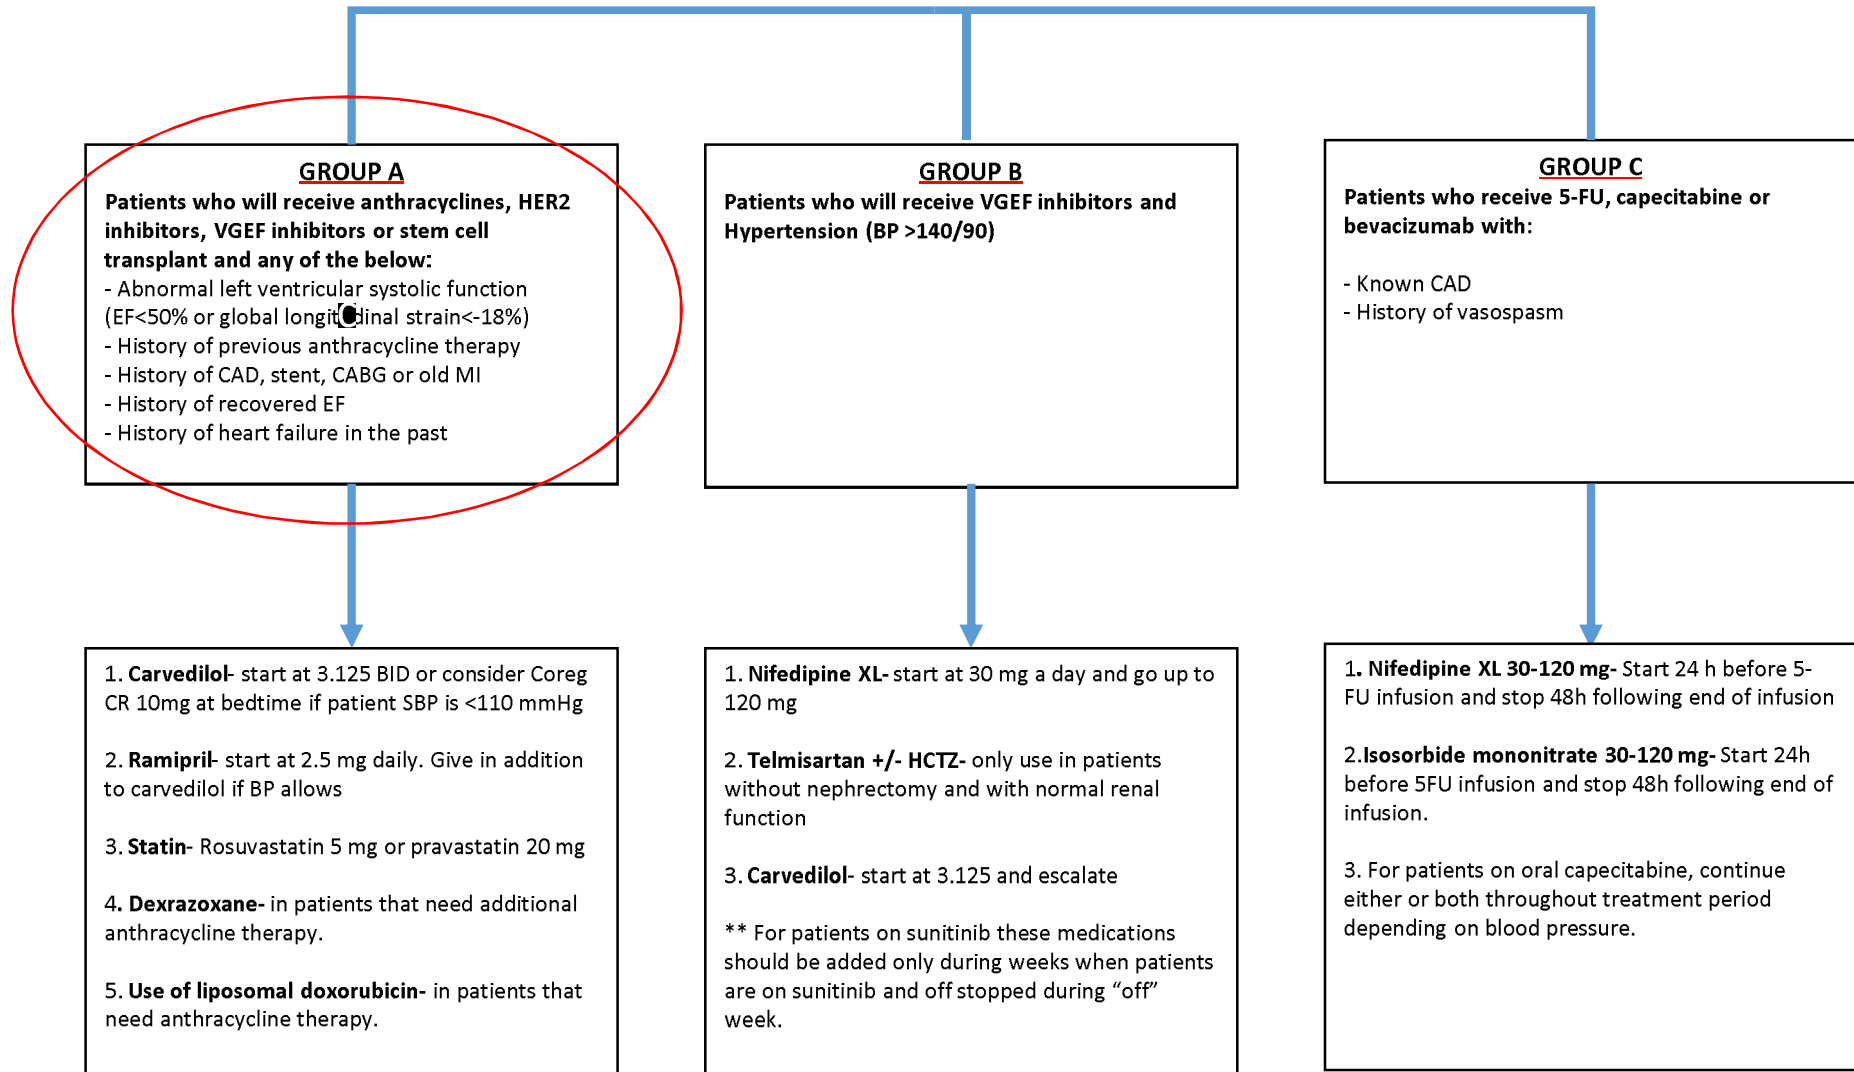 GROUP A
Patients who will receive anthracyclines, HER2
inhibitors, VGEF inhibitors or stem cell
transplant and any of the below:
- Abnormal left ventricular systolic function
(EF<50% or global dinal strain<-18%)
- History of previous anthracycline therapy
- History of CAD, stent, CABG or old MI
- History of recovered EF
- History of heart failure in the past
GROUP B
Patients who will receive VGEF inhibitors and
Hypertension (BP >140/90)
GROUP C
Patients who receive 5-FU, capecitabine or
bevacizumab with:
- Known CAD
- History of vasospasm
1. Carvedilol- start at 3.125 BID or consider Coreg
CR 10mg at bedtime if patient SBP is <110 mmHg
2. Ramipril- start at 2.5 mg daily. Give in addition
to carvedilol if BP allows
3. Statin- Rosuvastatin 5 mg or pravastatin 20 mg
4. Dexrazoxane- in patients that need additional
anthracycline therapy.
5. Use of liposomal doxorubicin- in patients that
need anthracycline therapy.
1. Nifedipine XL- start at 30 mg a day and go up to
120 mg
2. Telmisartan +/- HCTZ- only use in patients
without nephrectomy and with normal renal
function
3. Carvedilol- start at 3.125 and escalate
** For patients on sunitinib these medications
should be added only during weeks when patients
are on sunitinib and off stopped during “off”
week.
1. Nifedipine XL 30-120 mg- Start 24 h before 5-
FU infusion and stop 48h following end of infusion
2.Isosorbide mononitrate 30-120 mg- Start 24h
before 5FU infusion and stop 48h following end of
infusion.
3. For patients on oral capecitabine, continue
either or both throughout treatment period
depending on blood pressure.